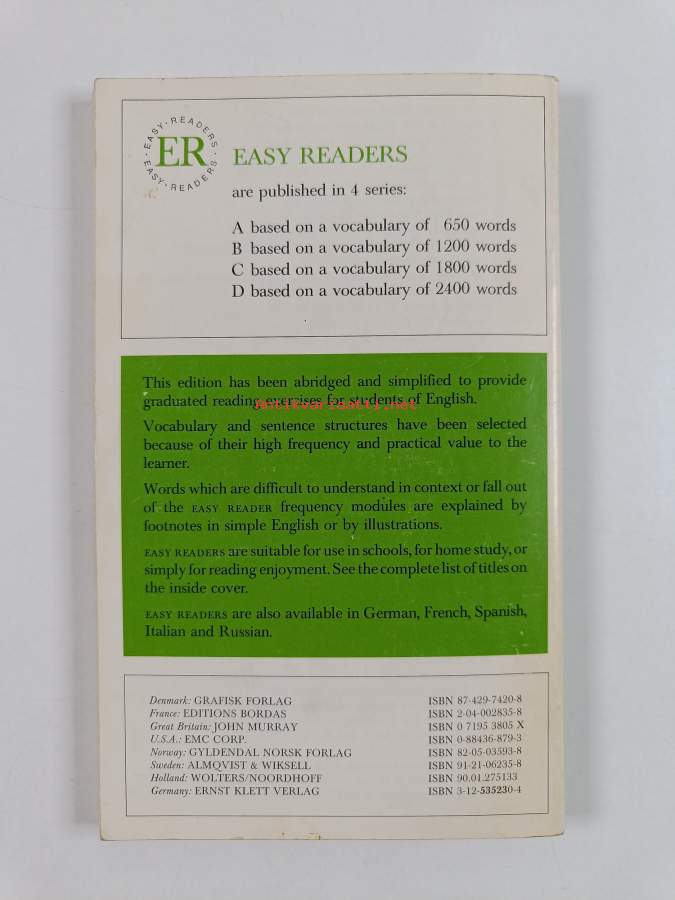 ·EASY·READERS·
ER
·EASY·READERS·
EASY READERS
are published in 4 series:
A based on a vocabulary of 650 words
B based on a vocabulary of 1200 words
C based on a vocabulary of 1800 words
D based on a vocabulary of 2400 words
This edition has been abridged and simplified to provide
graduated reading exercises for students of English.
Antikvariaatti.net
Vocabulary and sentence structures have been selected
because of their high frequency and practical value to the
learner.
Words which are difficult to understand in context or fall out
of the EASY READER frequency modules are explained by
footnotes in simple English or by illustrations.
EASY READERS are suitable for use in schools, for home study, or
simply for reading enjoyment. See the complete list of titles on
the inside cover.
EASY READERS are also available in German, French, Spanish,
Italian and Russian.
Denmark: GRAFISK FORLAG ISBN 87-429-7420-8
France: EDITIONS BORDAS ISBN 2-04-002835-8
Great Britain: JOHN MURRAY ISBN 0 7195 3805 X
U.S.A.: EMC CORP. ISBN 0-88436-879-3
Norway: GYLDENDAL NORSK FORLAG ISBN 82-05-03593-8
Sweden: ALMQVIST & WIKSELL ISBN 91-21-06235-8
Holland: WOLTERS/NOORDHOFF ISBN 90.01.275133
Germany: ERNST KLETT VERLAG ISBN 3-12-535230-4